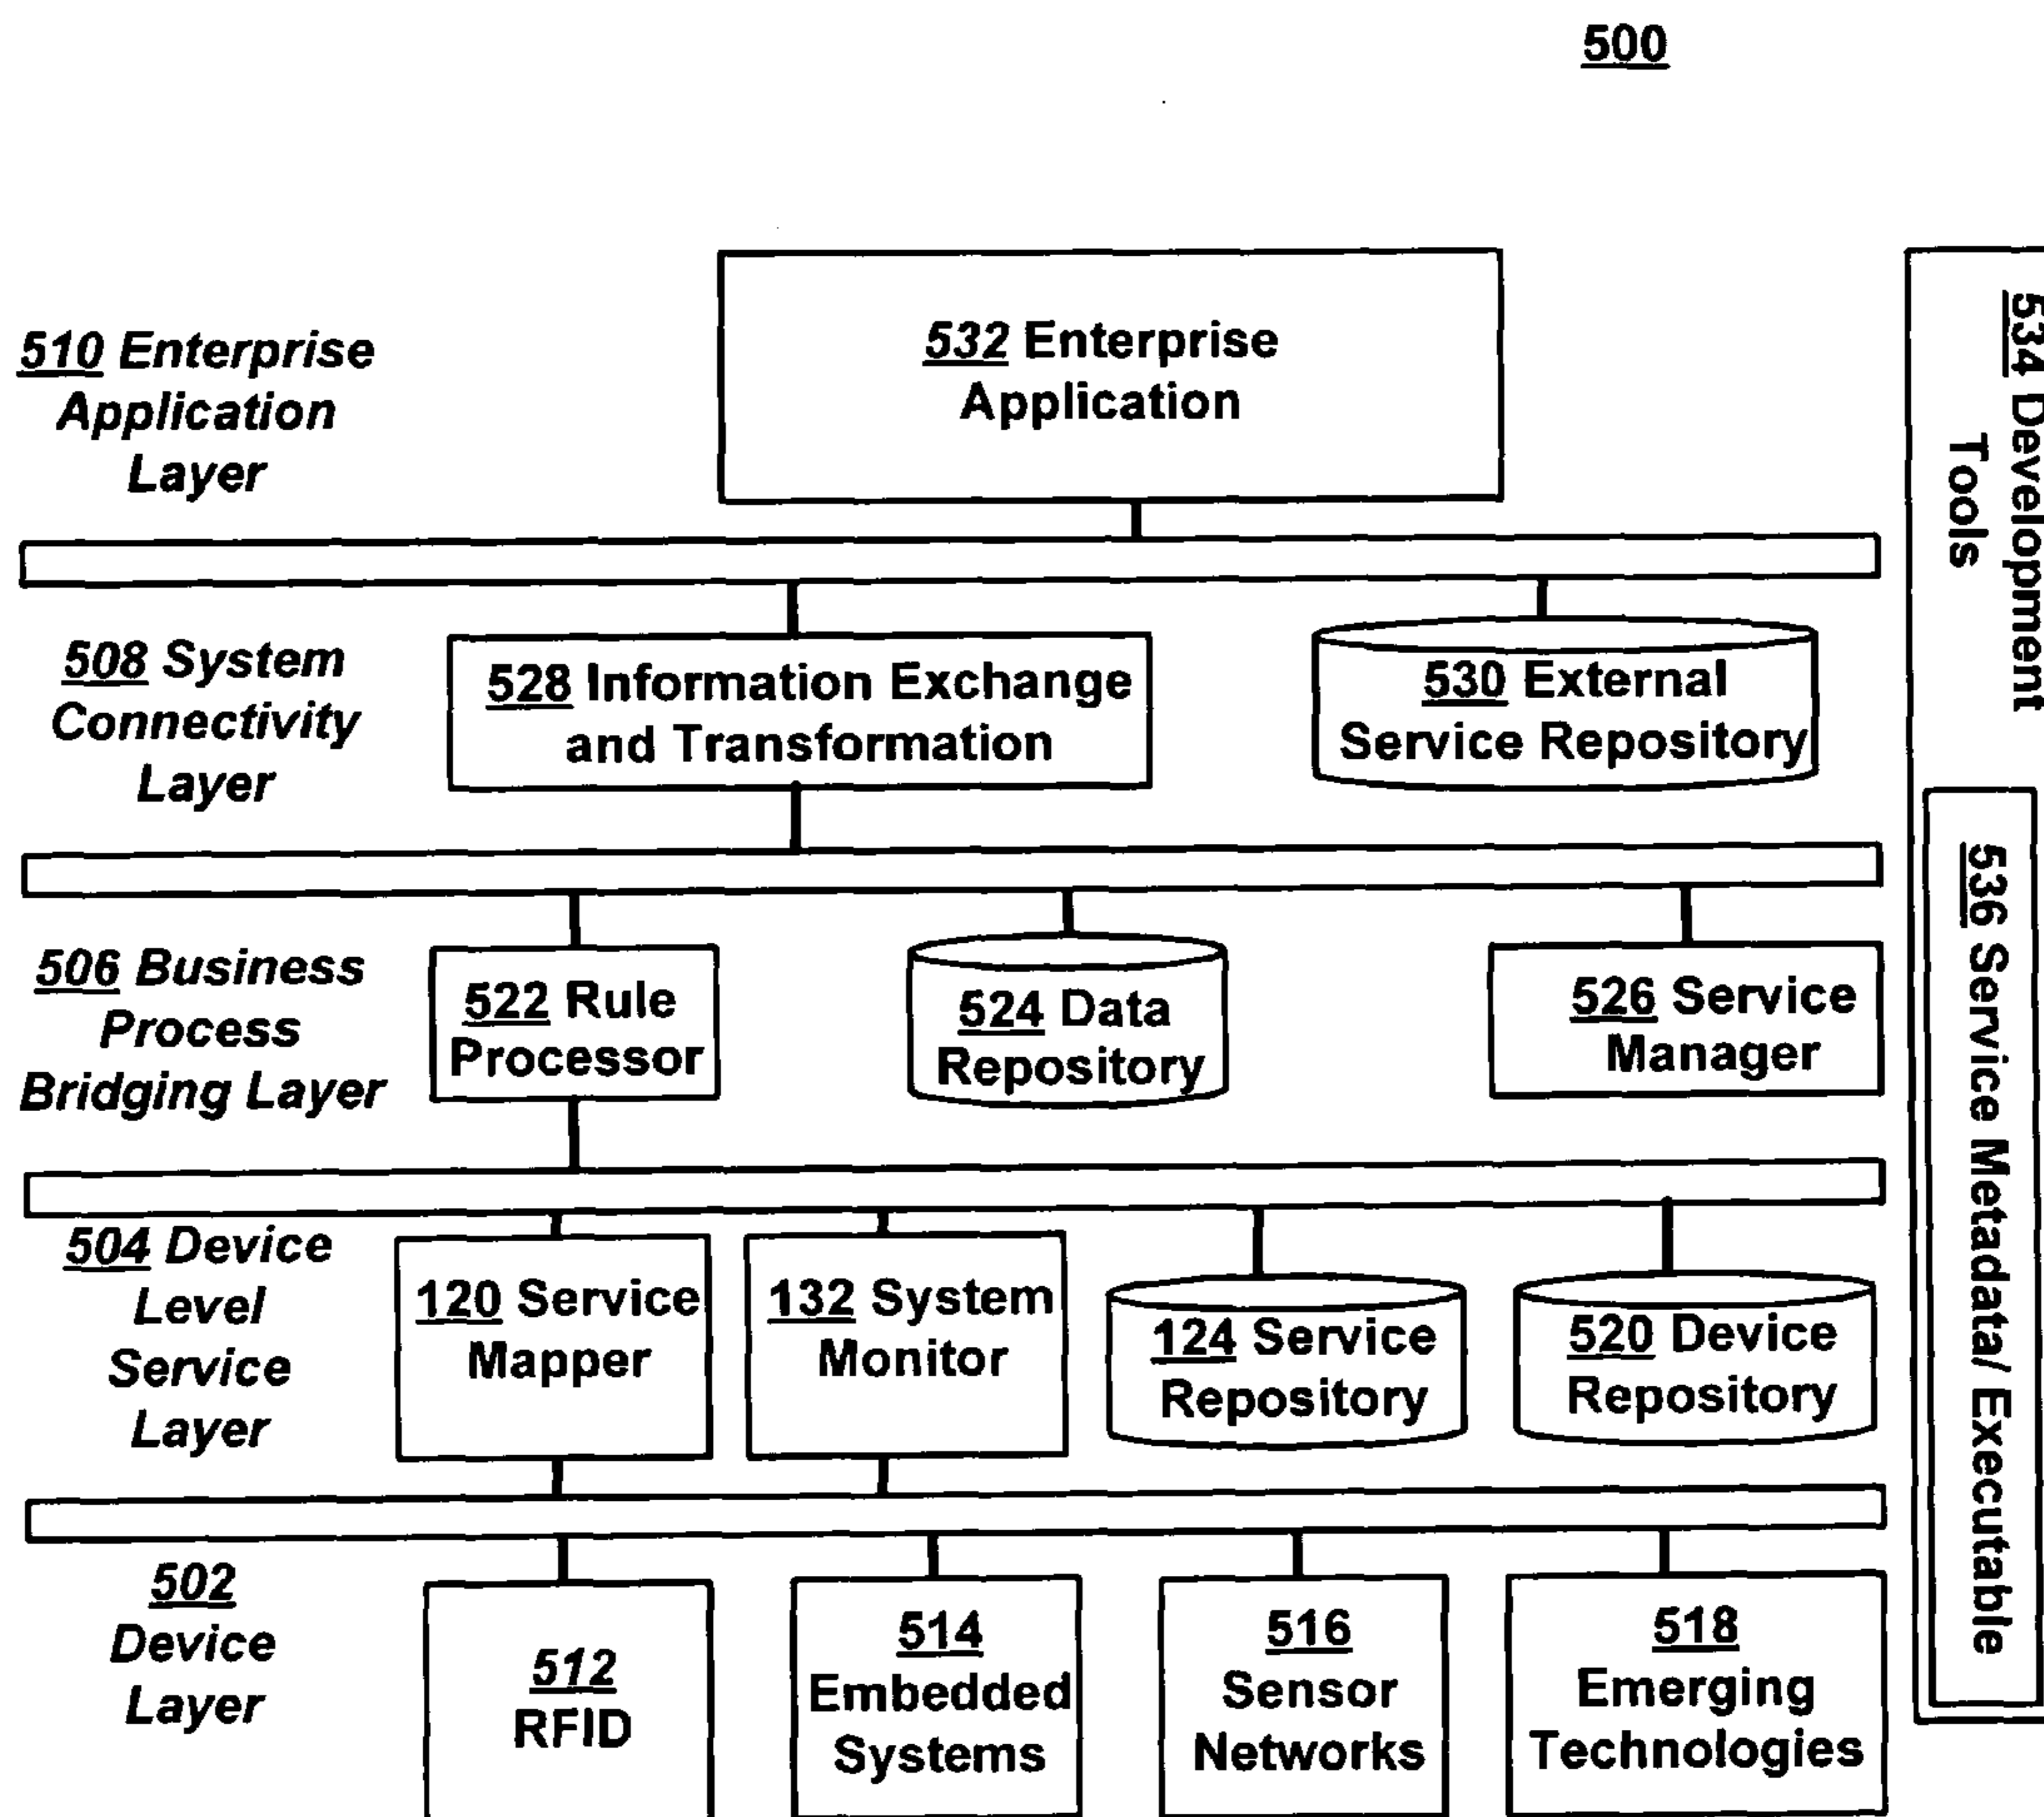 500
510 Enterprise
Application
Layer
532 Enterprise
Application
508 System
Connectivity
Layer
528 Information Exchange
and Transformation
530 External
Service Repository
506 Business
Process
Bridging Layer
522 Rule
Processor
524 Data
Repository
526 Service
Manager
504 Device
Level
Service
Layer
120 Service
Mapper
132 System
Monitor
124 Service
Repository
520 Device
Repository
502
Device
Layer
512
RFID
514
Embedded
Systems
516
Sensor
Networks
518
Emerging
Technologies
534 Development
Tools
536 Service Metadata/ Executable